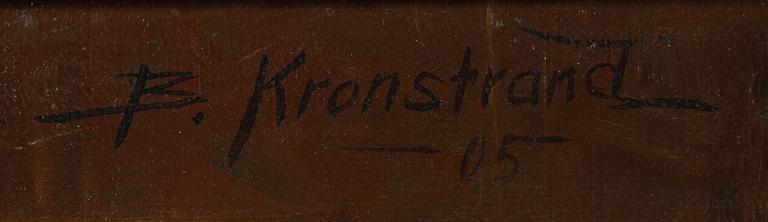 B. Kronstrand
-05-